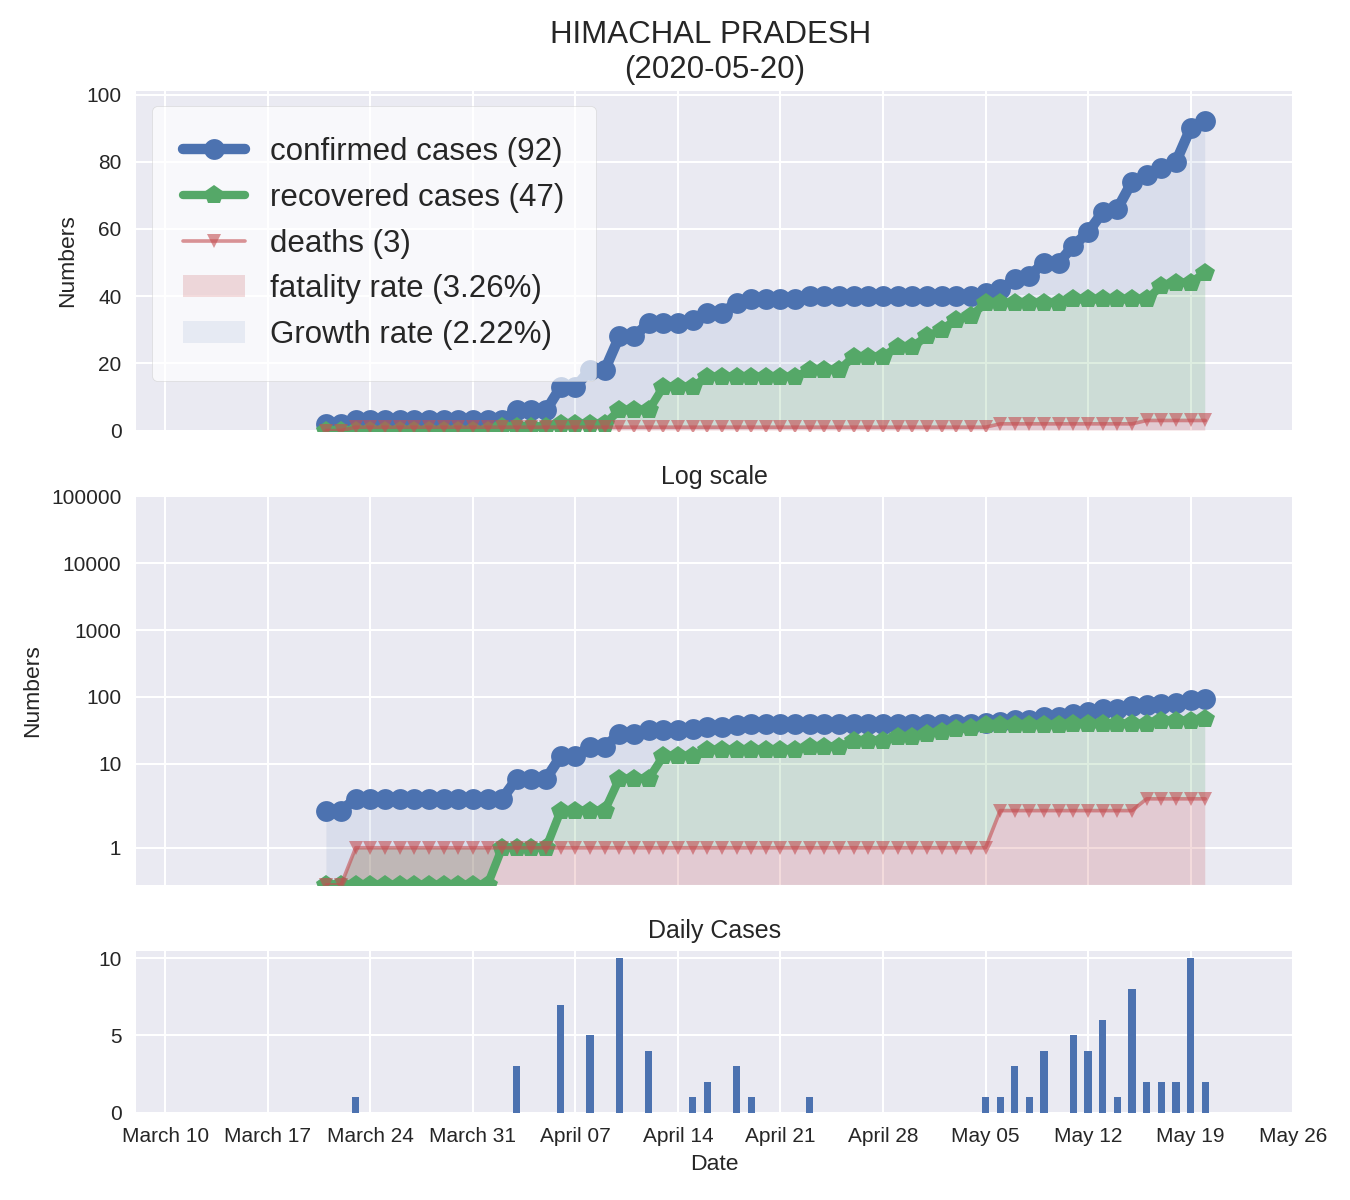 HIMACHAL PRADESH
(2020-05-20)
100
80
60
40
20
0
Numbers
confirmed cases (92)
recovered cases (47)
deaths (3)
fatality rate (3.26%)
Growth rate (2.22%)
Log scale
100000
10000
1000
100
10
1
Numbers
Daily Cases
10
5
0
March 10 March 17 March 24 March 31 April 07 April 14 April 21 April 28 May 05 May 12 May 19 May 26
Date